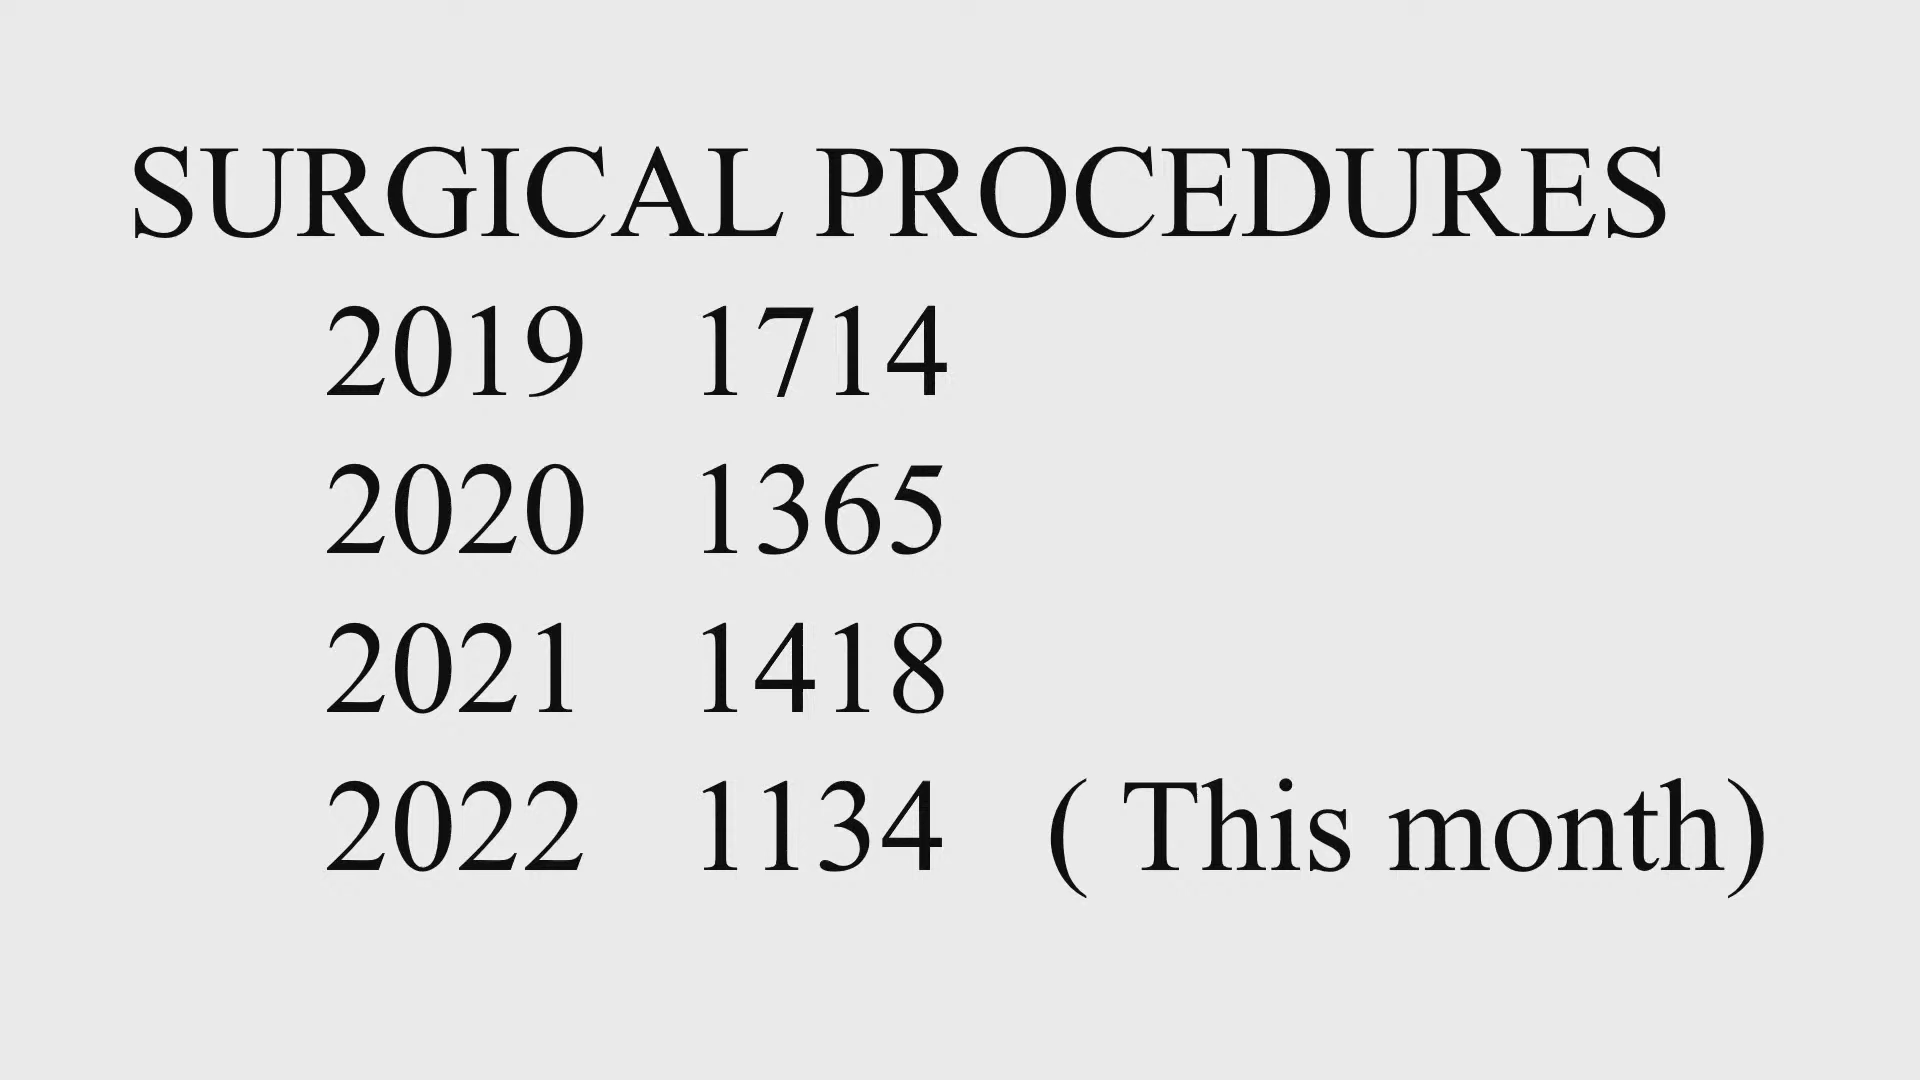 SURGICAL PROCEDURES
2019 1714
2020 1365
2021 1418
2022 1134 ( This month)